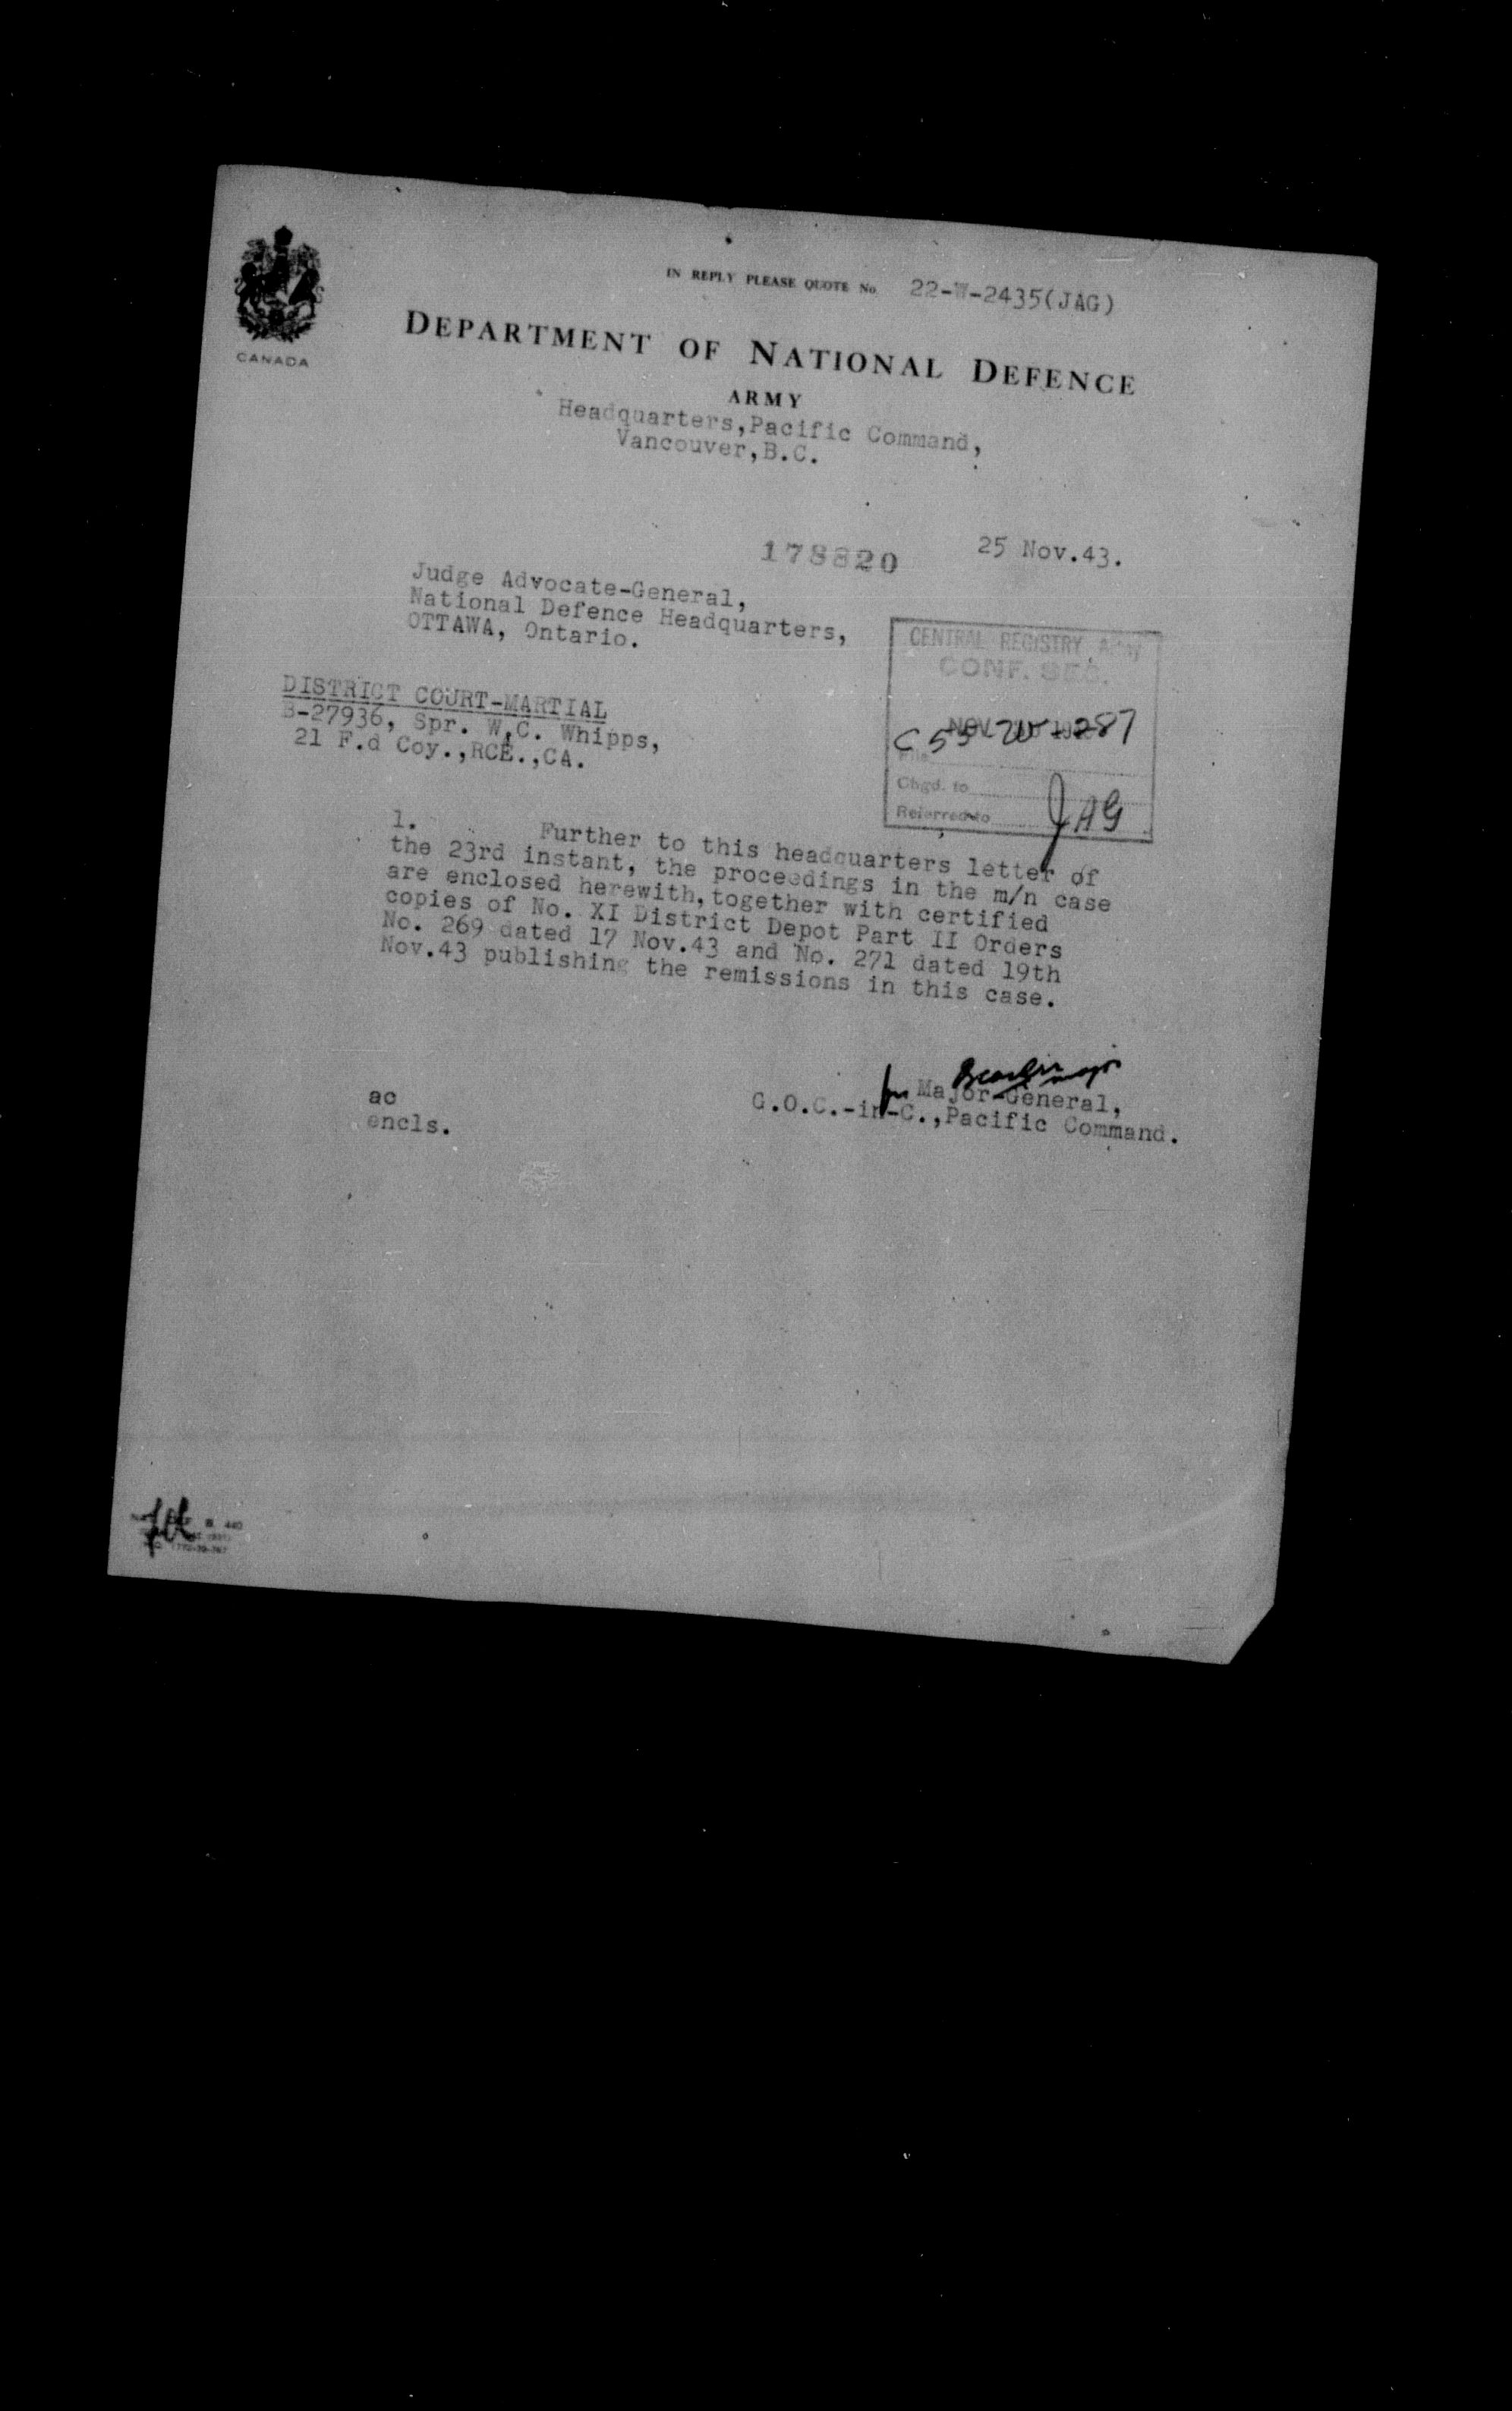 CANADA
IN REPLY PLEASE QUOTE No. 22-W-2435(JAG)
DEPARTMENT OF NATIONAL DEFENCE
ARMY
Headquarters,Pacific Command,
Vancouver,B.C.
178820
25 Nov.43.
Judge Advocate-General,
National Defence Headquarters,
OTTAWA, Ontario.
CENTRAL REGISTRY Army
CONF. SEC.
File
Chgd. to
Referred to JAG
DISTRICT COURT-MARTIAL
B-27936, Spr. W.C. Whipps,
21 F.d Coy.,RCE.,CA.
1. Further to this headquarters letter of
the 23rd instant, the proceedings in the m/n case
are enclosed herewith,together with certified
copies of No. XI District Depot Part II Orders
No. 269 dated 17 Nov.43 and No. 271 dated 19th
Nov.43 publishing the remissions in this case.
for Major-General,
G.O.C.-in-C.,Pacific Command.
ac
encls.